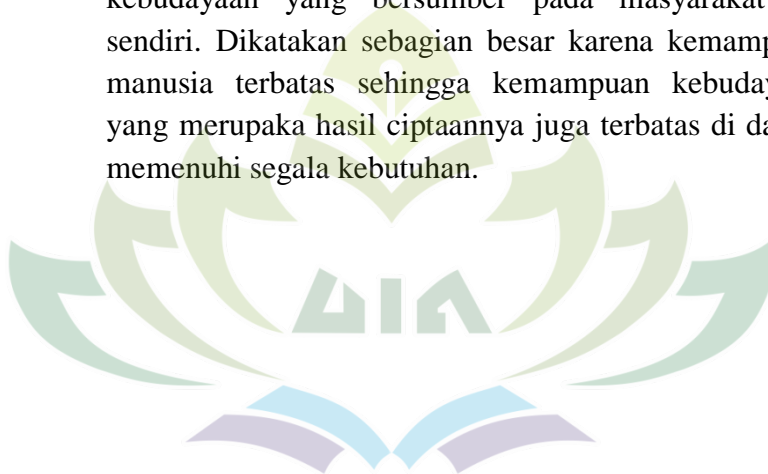 kebudayaan yang bersumber pada masyarakat
sendiri. Dikatakan sebagian besar karena kemamp
manusia terbatas sehingga kemampuan kebuday
yang merupaka hasil ciptaannya juga terbatas di da
memenuhi segala kebutuhan.
UIN